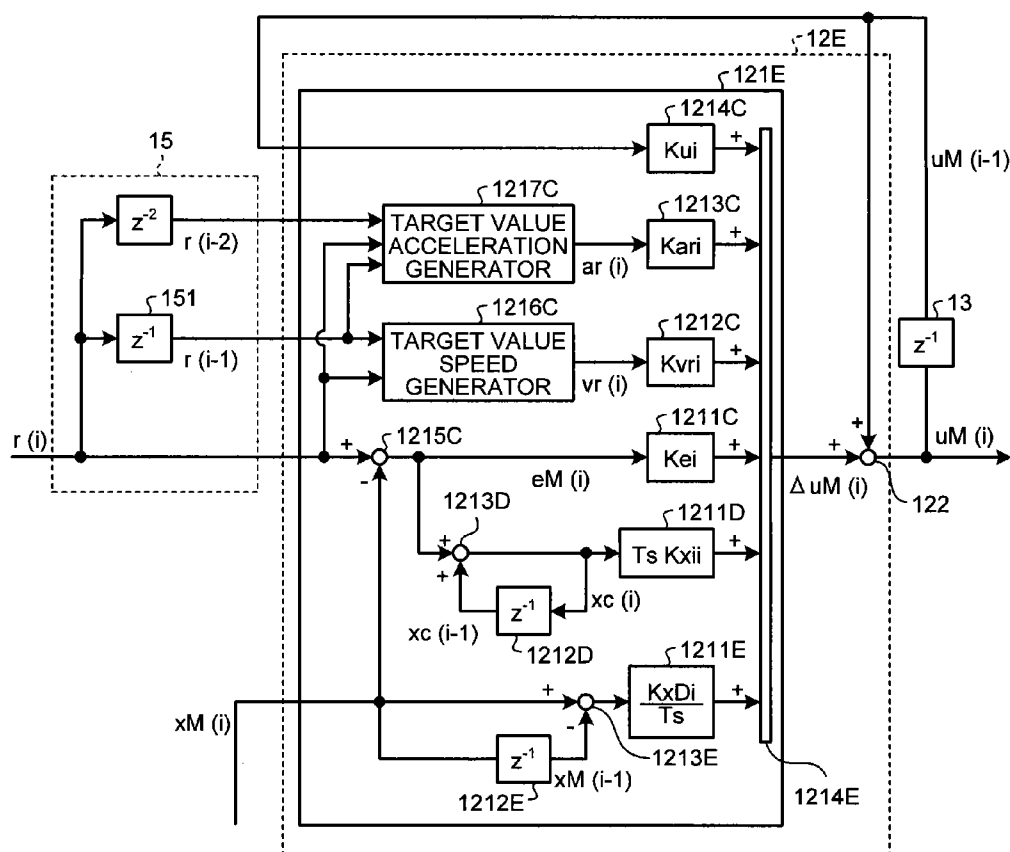 12E
121E
1214C
Kui
+
uM (i-1)
15
z-2
r (i-2)
1217C
TARGET VALUE
ACCELERATION
GENERATOR
ar (i)
1213C
Kari
+
151
z-1
r (i-1)
1216C
TARGET VALUE
SPEED
GENERATOR
vr (i)
1212C
Kvri
+
13
z-1
r (i)
+
-
1215C
eM (i)
1211C
Kei
+
Δ uM (i)
+
+
uM (i)
122
1213D
+
+
xc (i-1)
z-1
1212D
xc (i)
1211D
Ts Kxii
+
xM (i)
+
-
1213E
z-1
1212E
xM (i-1)
1211E
KxDi
Ts
+
1214E